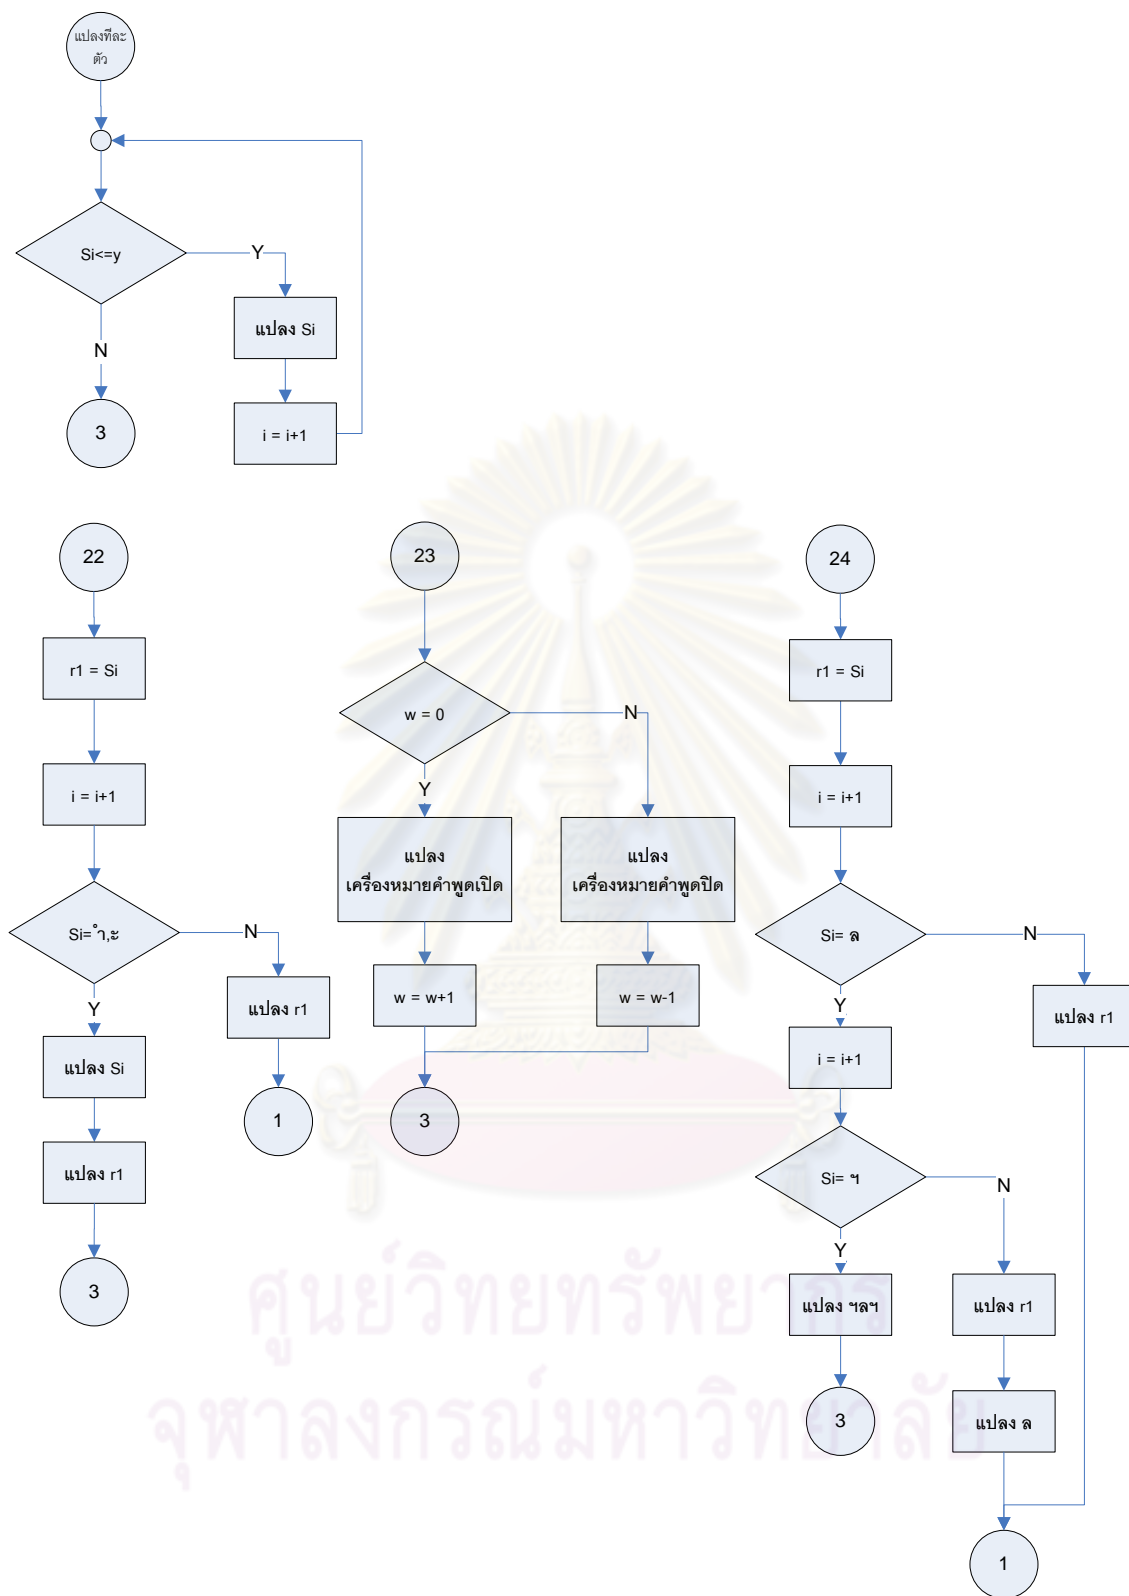 แปลงทีละ
ตัว
Si<=y
Y
แปลง Si
N
3
i = i+1
22
r1 = Si
i = i+1
Si= ำ,ะ
N
แปลง r1
Y
แปลง Si
1
แปลง r1
3
23
w = 0
N
Y
แปลง
เครื่องหมายคำพูดเปิด
แปลง
เครื่องหมายคำพูดปิด
w = w+1
w = w-1
3
24
r1 = Si
i = i+1
Si= ล
N
แปลง r1
Y
i = i+1
Si= ฯ
N
Y
แปลง ฯลฯ
แปลง r1
3
แปลง ล
1
ศูนย์วิทยทรัพยากร
จุฬาลงกรณ์มหาวิทยาลัย